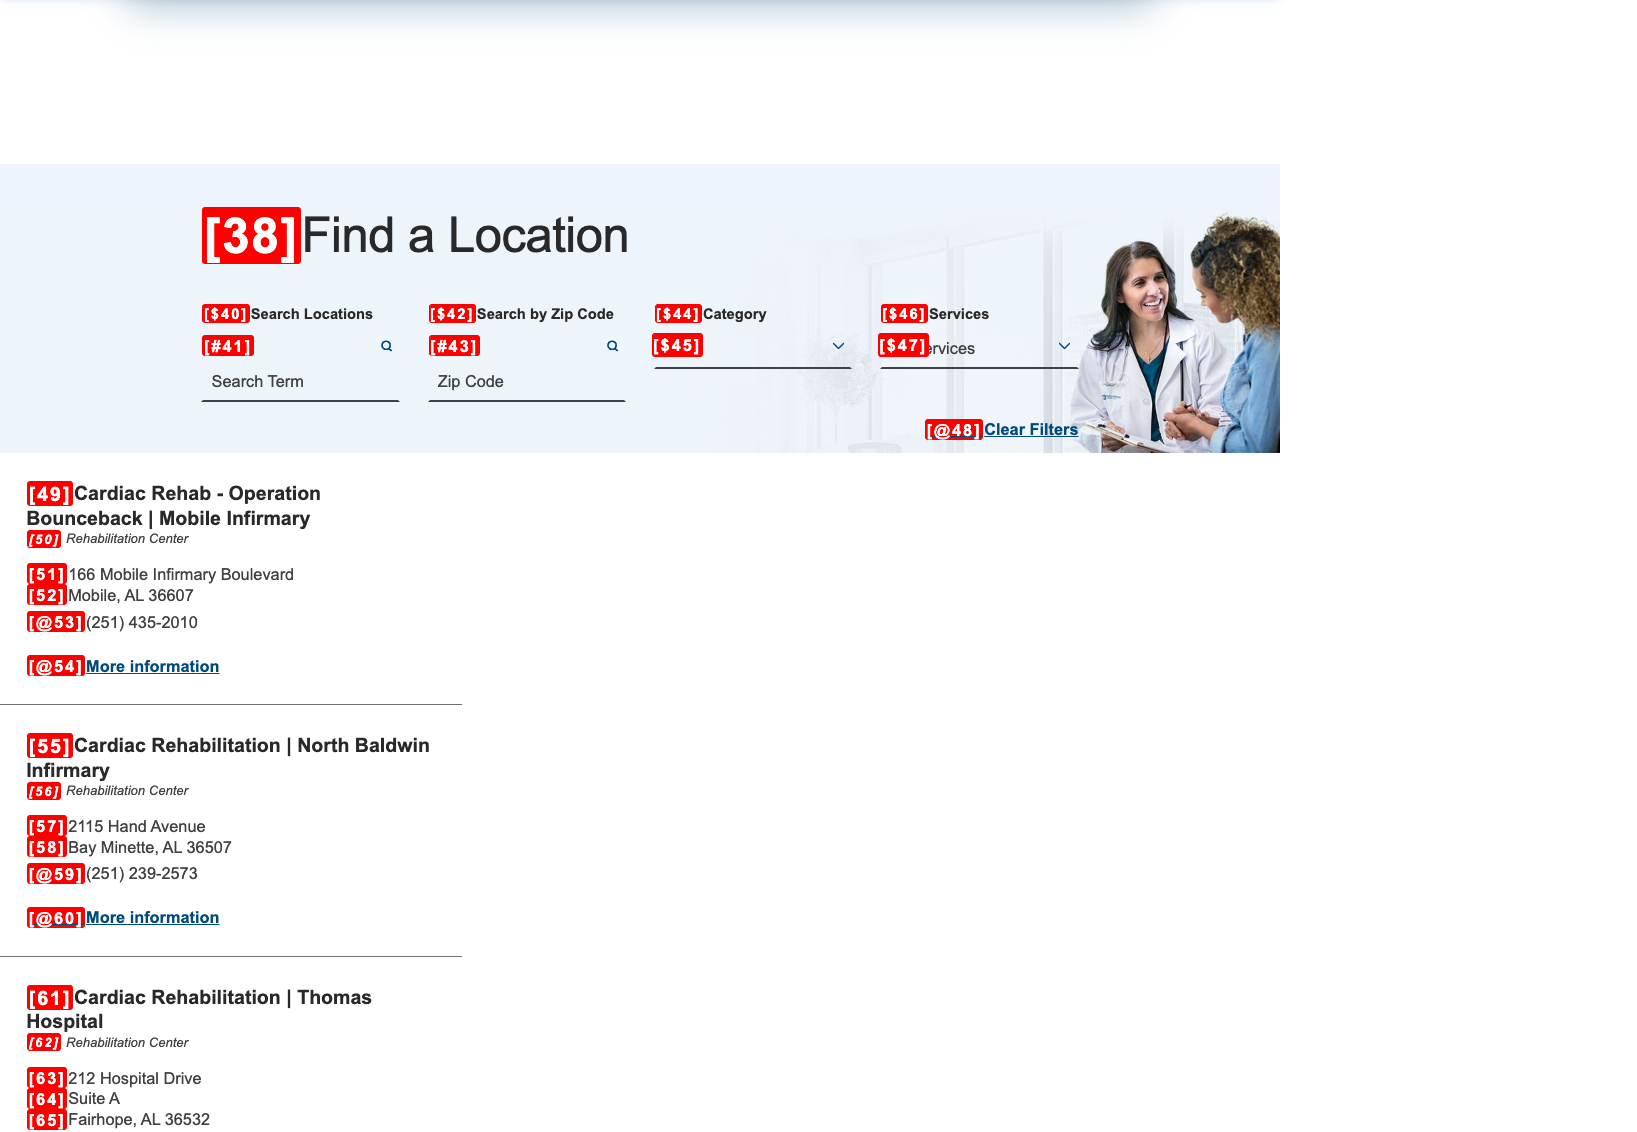 [38]Find a Location
[$40]Search Locations
[#41]
Search Term
[$42]Search by Zip Code
[#43]
Zip Code
[$44]Category
[$45]
[$46]Services
[$47]ervices
[@48]Clear Filters
[49]Cardiac Rehab - Operation
Bounceback | Mobile Infirmary
[50] Rehabilitation Center
[51]166 Mobile Infirmary Boulevard
[52]Mobile, AL 36607
[@53](251) 435-2010
[@54]More information
[55]Cardiac Rehabilitation | North Baldwin
Infirmary
[56] Rehabilitation Center
[57]2115 Hand Avenue
[58]Bay Minette, AL 36507
[@59](251) 239-2573
[@60]More information
[61]Cardiac Rehabilitation | Thomas
Hospital
[62] Rehabilitation Center
[63]212 Hospital Drive
[64]Suite A
[65]Fairhope, AL 36532